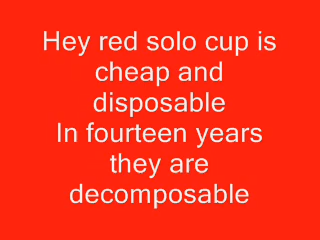 Hey red solo cup is
cheap and
disposable
In fourteen years
they are
decomposable